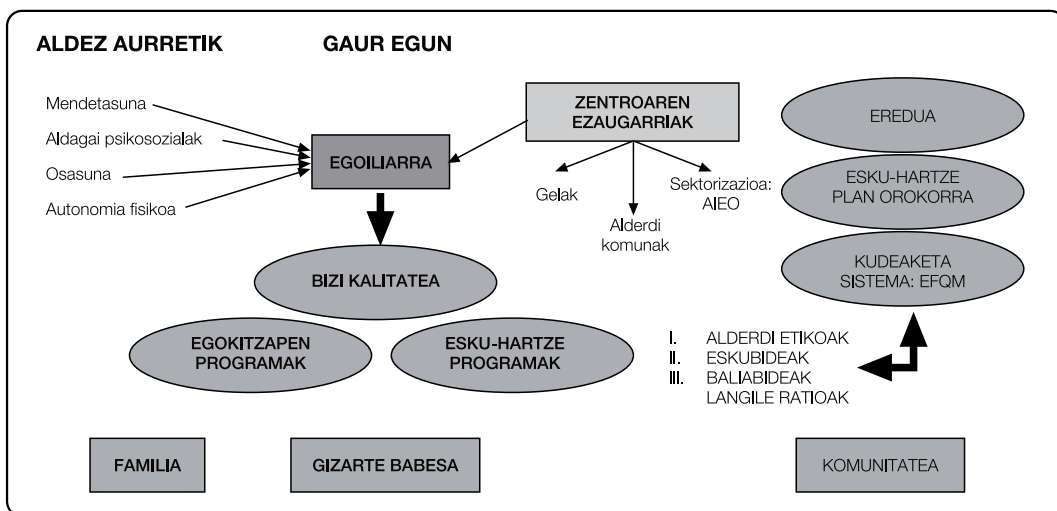 ALDEZ AURRETIK
GAUR EGUN
Mendetasuna
Aldagai psikosozialak
Osasuna
Autonomia fisikoa
EGOILIARRA
ZENTROAREN
EZAUGARRIAK
Gelak
Alderdi
komunak
Sektorizazioa:
AIEO
EREDUA
ESKU-HARTZE
PLAN OROKORRA
KUDEAKETA
SISTEMA: EFQM
BIZI KALITATEA
EGOKITZAPEN
PROGRAMAK
ESKU-HARTZE
PROGRAMAK
I. ALDERDI ETIKOAK
II. ESKUBIDEAK
III. BALIABIDEAK
LANGILE RATIOAK
FAMILIA
GIZARTE BABESA
KOMUNITATEA